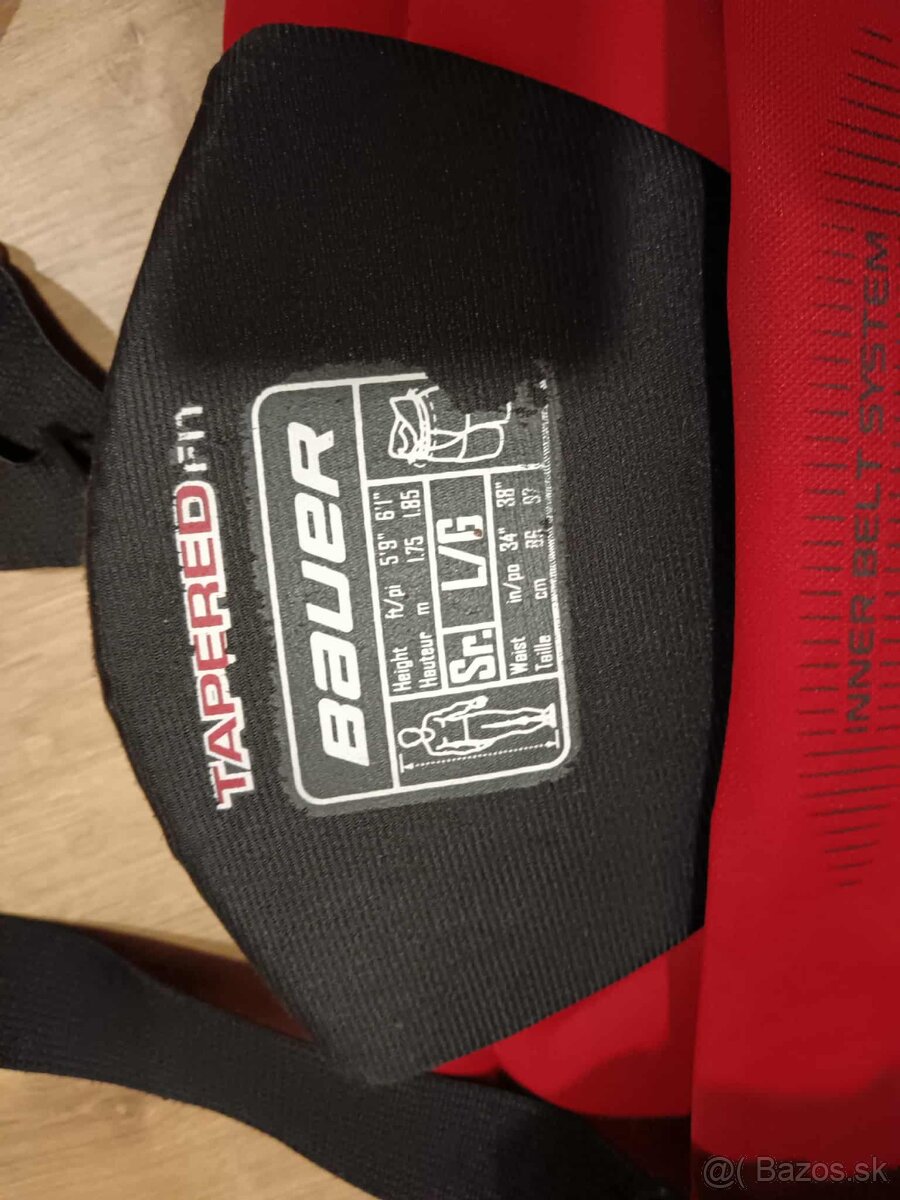 TAPERED FIT
BAUER
Height ft/pi 5'9" 6'1"
Hauteur m 1.75 1.85
Sr. L/G
Waist in/po 34" 38"
Taille cm
INNER BELT SYSTEM
@( Bazos.sk